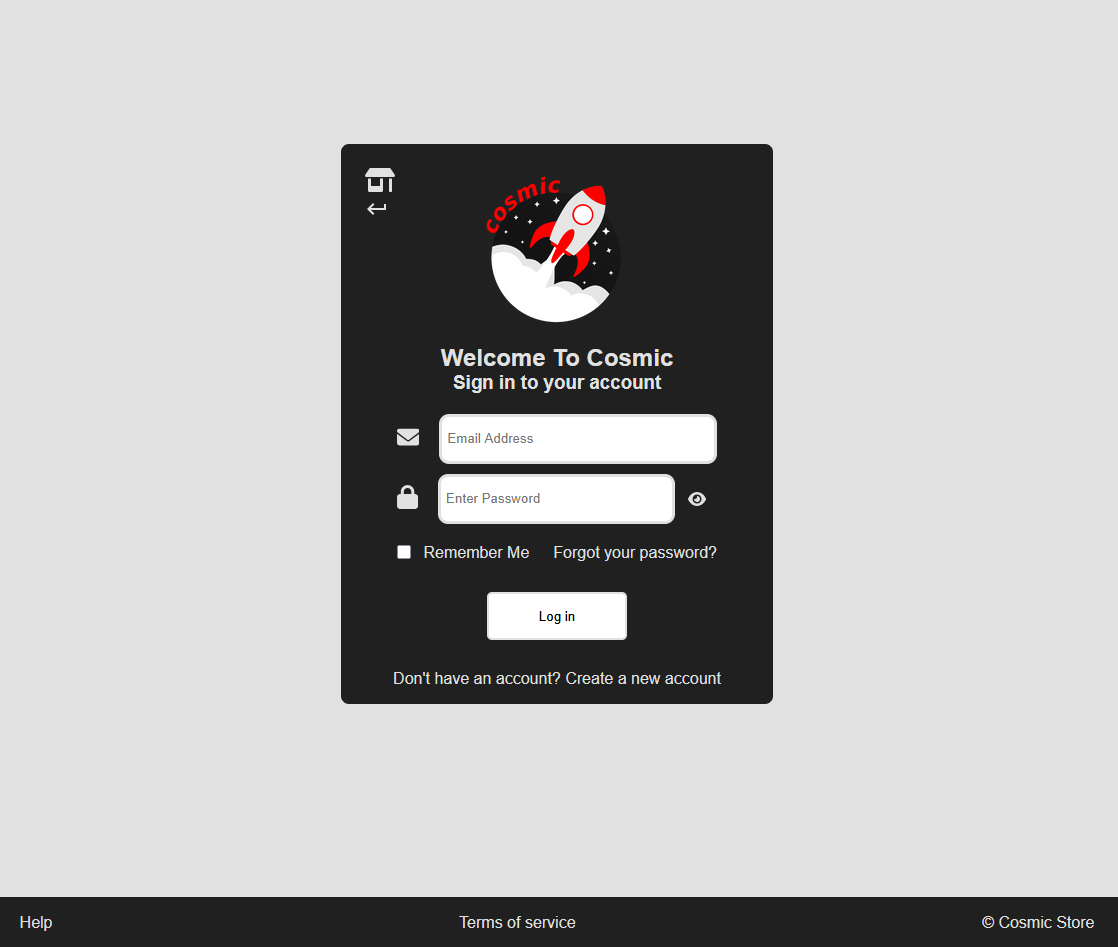 cosmic
Welcome To Cosmic
Sign in to your account
Email Address
Enter Password
Remember Me Forgot your password?
Log in
Don't have an account? Create a new account
Help Terms of service © Cosmic Store